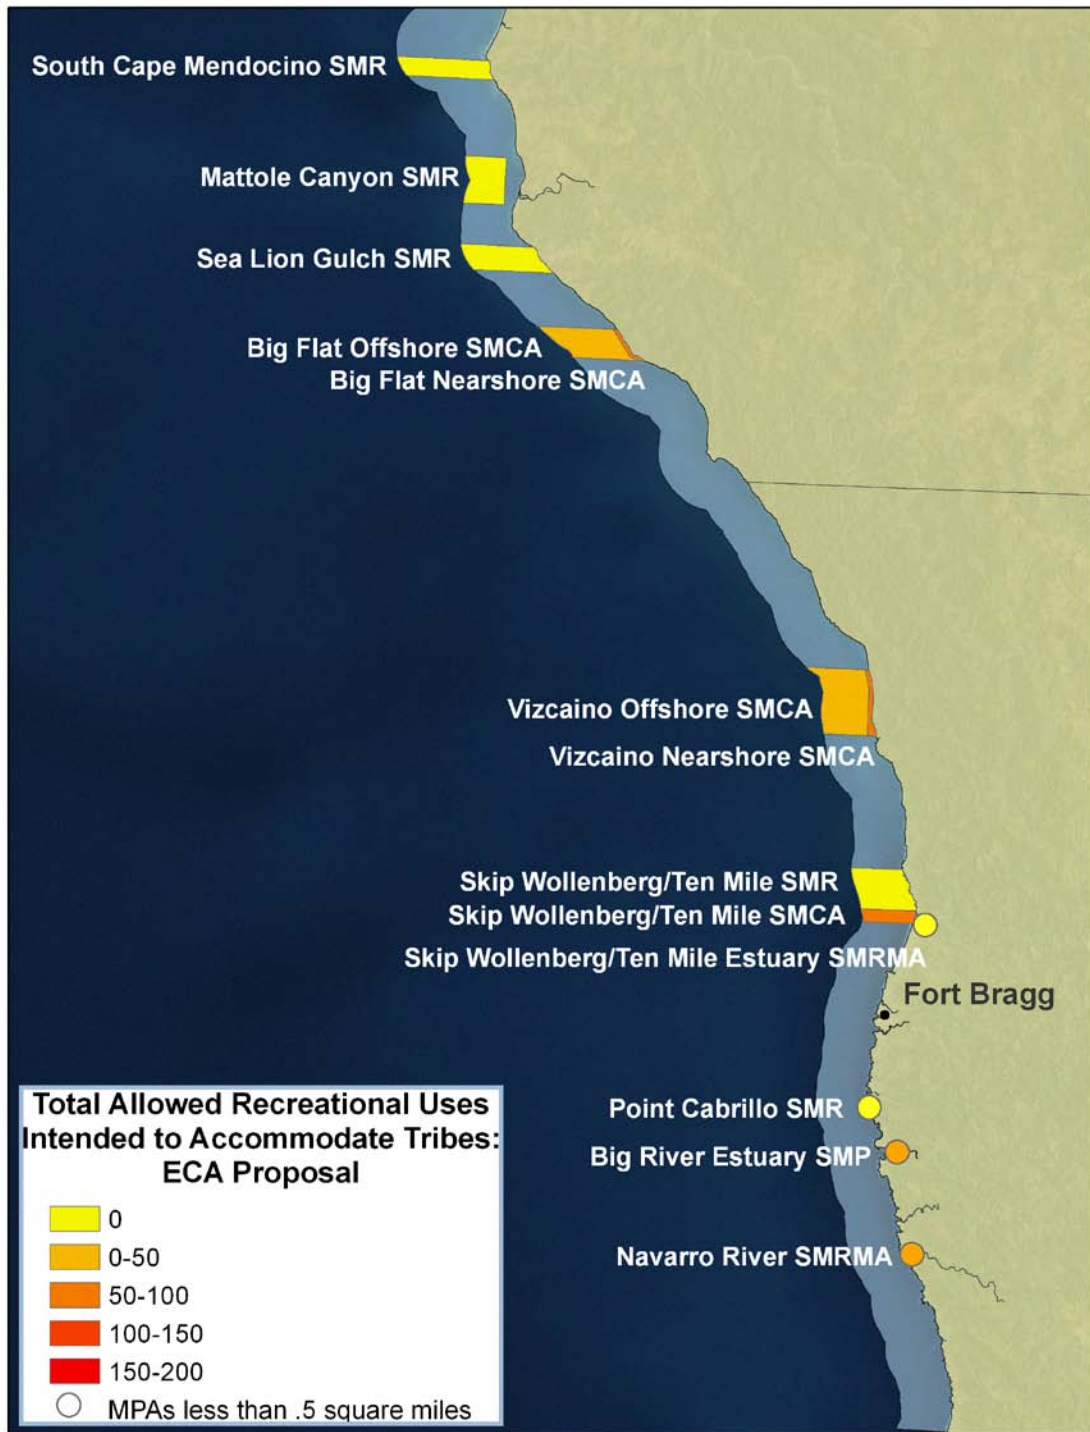 South Cape Mendocino SMR
Mattole Canyon SMR
Sea Lion Gulch SMR
Big Flat Offshore SMCA
Big Flat Nearshore SMCA
Vizcaino Offshore SMCA
Vizcaino Nearshore SMCA
Skip Wollenberg/Ten Mile SMR
Skip Wollenberg/Ten Mile SMCA
Skip Wollenberg/Ten Mile Estuary SMRMA
Fort Bragg
Point Cabrillo SMR
Big River Estuary SMP
Navarro River SMRMA
Total Allowed Recreational Uses
Intended to Accommodate Tribes:
ECA Proposal
0
0-50
50-100
100-150
150-200
MPAs less than .5 square miles